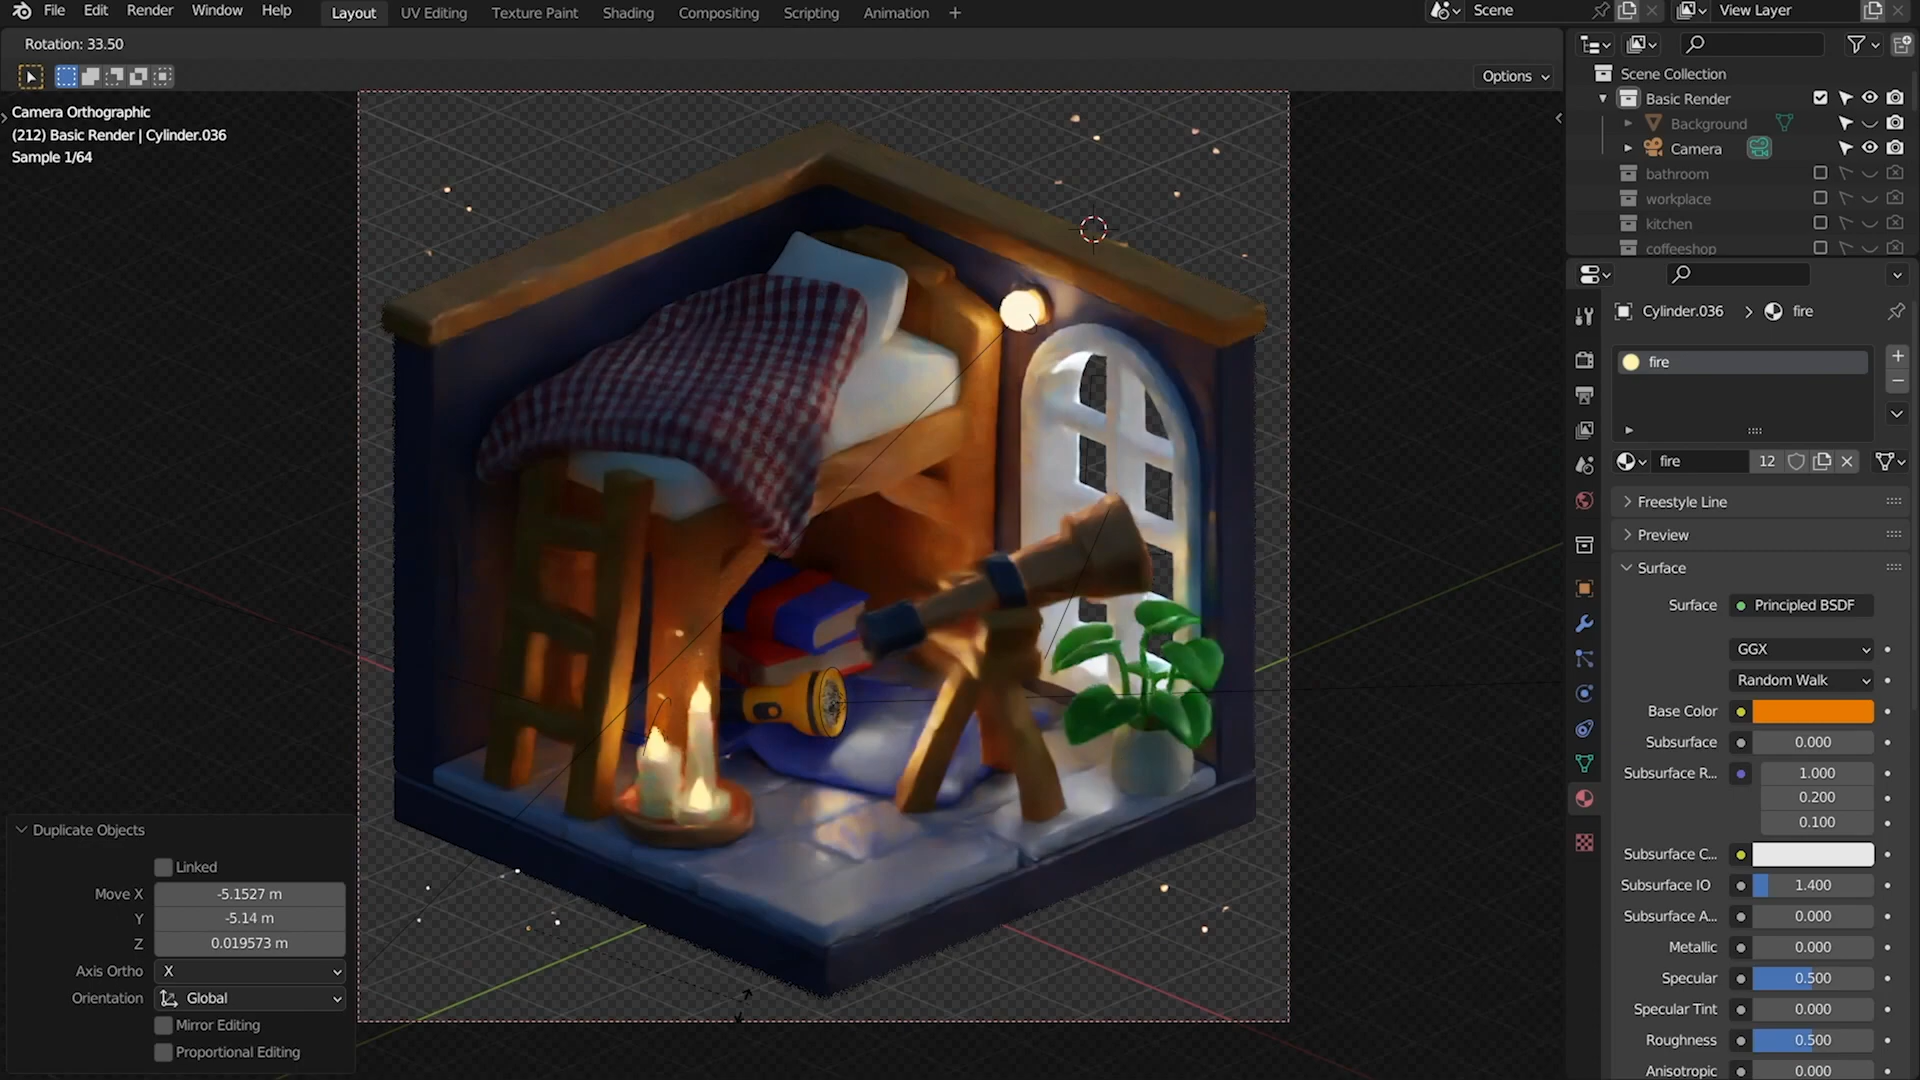 File Edit Render Window Help Layout UV Editing Texture Paint Shading Compositing Scripting Animation + Scene View Layer
Rotation: 33.50
Options
Camera Orthographic
(212) Basic Render | Cylinder.036
Sample 1/64
Scene Collection
Basic Render
Background
Camera
bathroom
workplace
kitchen
coffeeshop
Cylinder.036 > fire
fire
fire 12
Freestyle Line
Preview
Surface
Surface Principled BSDF
GGX
Random Walk
Base Color
Subsurface 0.000
Subsurface R... 1.000
0.200
0.100
Subsurface C...
Subsurface IO 1.400
Subsurface A... 0.000
Metallic 0.000
Specular 0.500
Specular Tint 0.000
Roughness 0.500
Anisotropic 0.000
Duplicate Objects
Linked
Move X -5.1527 m
Y -5.14 m
Z 0.019573 m
Axis Ortho X
Orientation Global
Mirror Editing
Proportional Editing